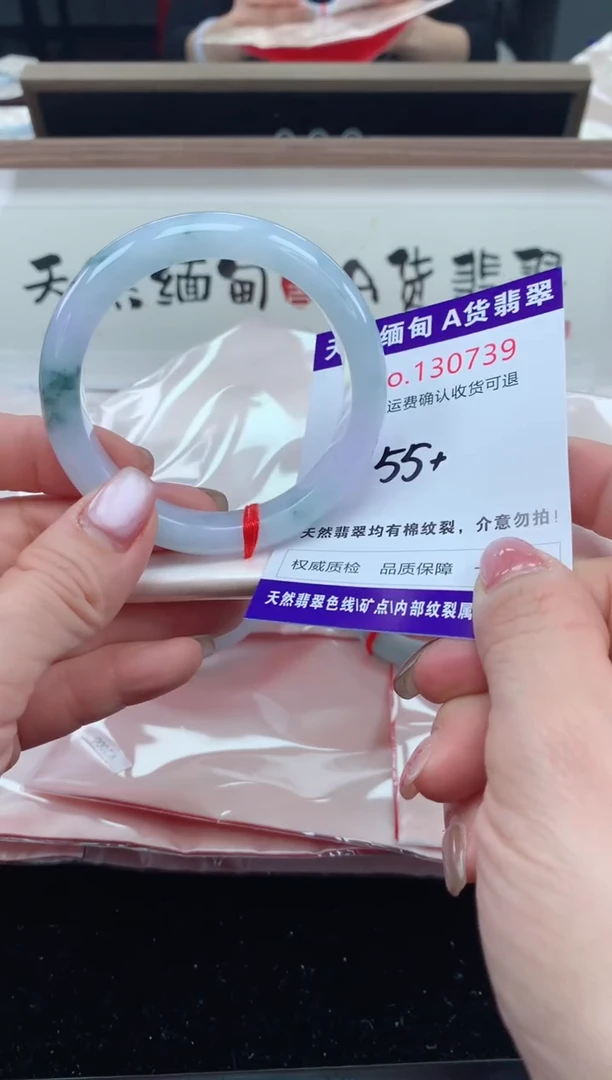 天然缅甸 A货翡翠
天然缅甸 A货翡翠
No.130739
运费确认收货可退
55+
天然翡翠均有棉纹裂，介意勿拍！
权威质检 品质保障
天然翡翠色线\矿点\内部纹裂属